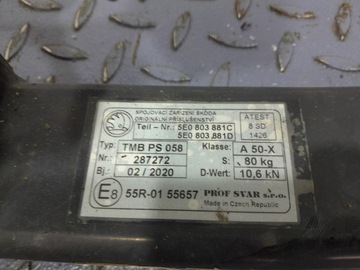 SPOJOVACÍ ZAŘÍZENÍ ŠKODA
ORIGINÁLNÍ PŘÍSLUŠENSTVÍ
Teil - Nr.: 5E0 803 881C
5E0 803 881D
ATEST
8 SD
1426
Typ: TMB PS 058 Klasse: A 50-X
Nr.: 287272 S: 80 kg
Bj.: 02 / 2020 D-Wert: 10,6 kN
E8 55R-01 55657 PROF SVAR s.r.o.
Made in Czech Republic